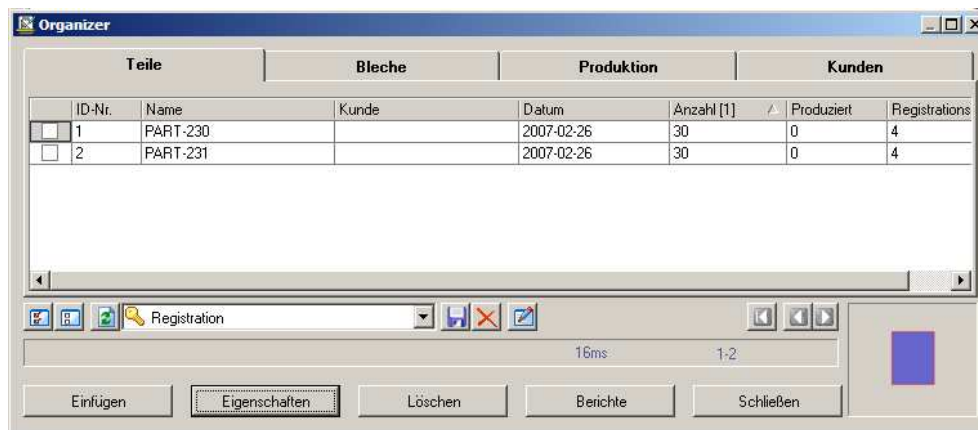 Organizer
Teile Bleche Produktion Kunden
ID-Nr. Name Kunde Datum Anzahl [1] Produziert Registrations
1 PART-230 2007-02-26 30 0 4
2 PART-231 2007-02-26 30 0 4
Registration
16ms 1-2
Einfügen Eigenschaften Löschen Berichte Schließen